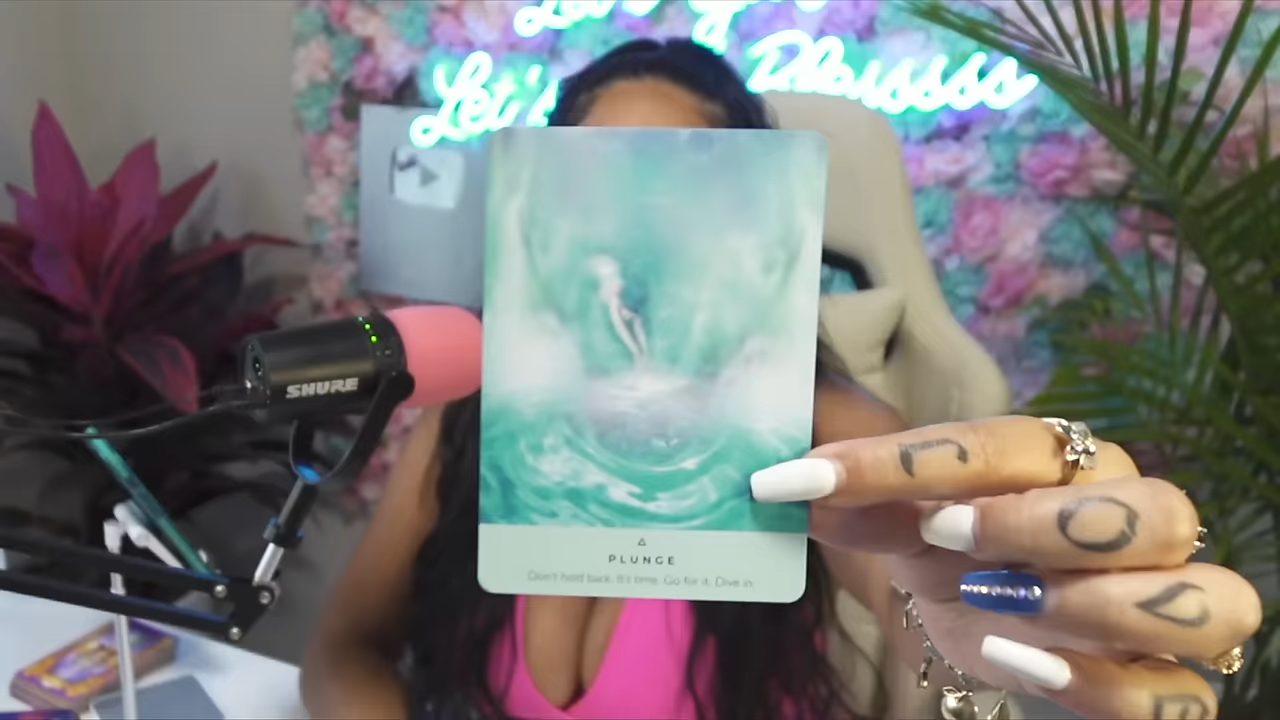 Let's
SHURE
PLUNGE
Don't hold back. It's time. Go for it. Dive in.
L
O
V
E